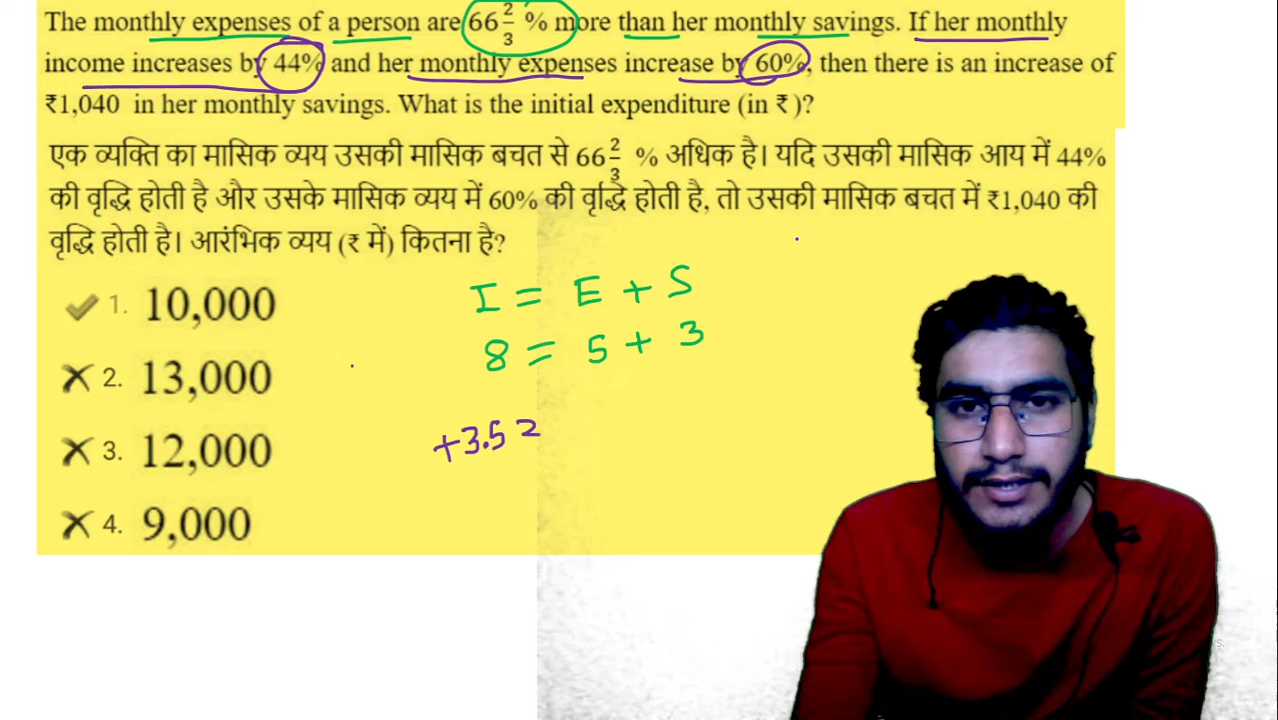 The monthly expenses of a person are 66 2/3 % more than her monthly savings. If her monthly
income increases by 44% and her monthly expenses increase by 60%, then there is an increase of
₹1,040 in her monthly savings. What is the initial expenditure (in ₹)?
एक व्यक्ति का मासिक व्यय उसकी मासिक बचत से 66 2/3 % अधिक है। यदि उसकी मासिक आय में 44%
की वृद्धि होती है और उसके मासिक व्यय में 60% की वृद्धि होती है, तो उसकी मासिक बचत में ₹1,040 की
वृद्धि होती है। आरंभिक व्यय (₹ में) कितना है?
1. 10,000
2. 13,000
3. 12,000
4. 9,000
I = E + S
8 = 5 + 3
+3.52